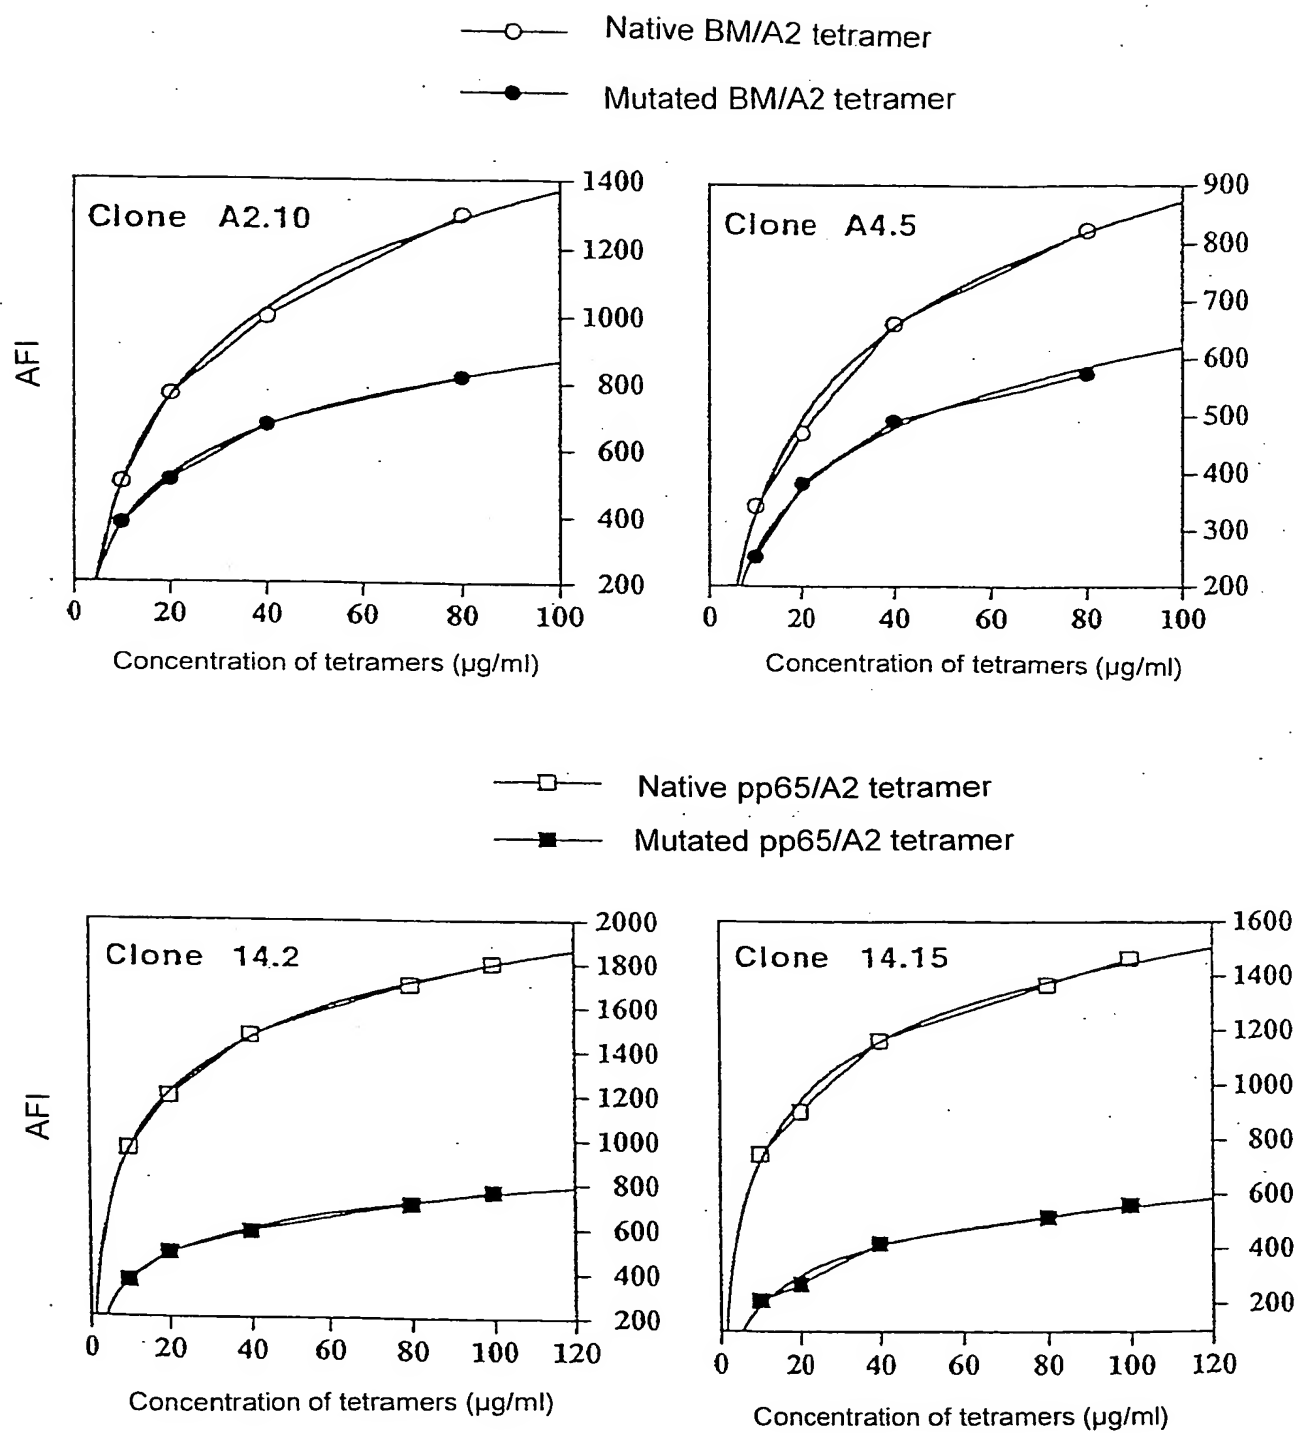 Native BM/A2 tetramer
Mutated BM/A2 tetramer
Clone A2.10
AFI
1400
1200
1000
800
600
400
200
0 20 40 60 80 100
Concentration of tetramers (µg/ml)
Clone A4.5
900
800
700
600
500
400
300
200
0 20 40 60 80 100
Concentration of tetramers (µg/ml)
Native pp65/A2 tetramer
Mutated pp65/A2 tetramer
Clone 14.2
AFI
2000
1800
1600
1400
1200
1000
800
600
400
200
0 20 40 60 80 100 120
Concentration of tetramers (µg/ml)
Clone 14.15
1600
1400
1200
1000
800
600
400
200
0 20 40 60 80 100 120
Concentration of tetramers (µg/ml)